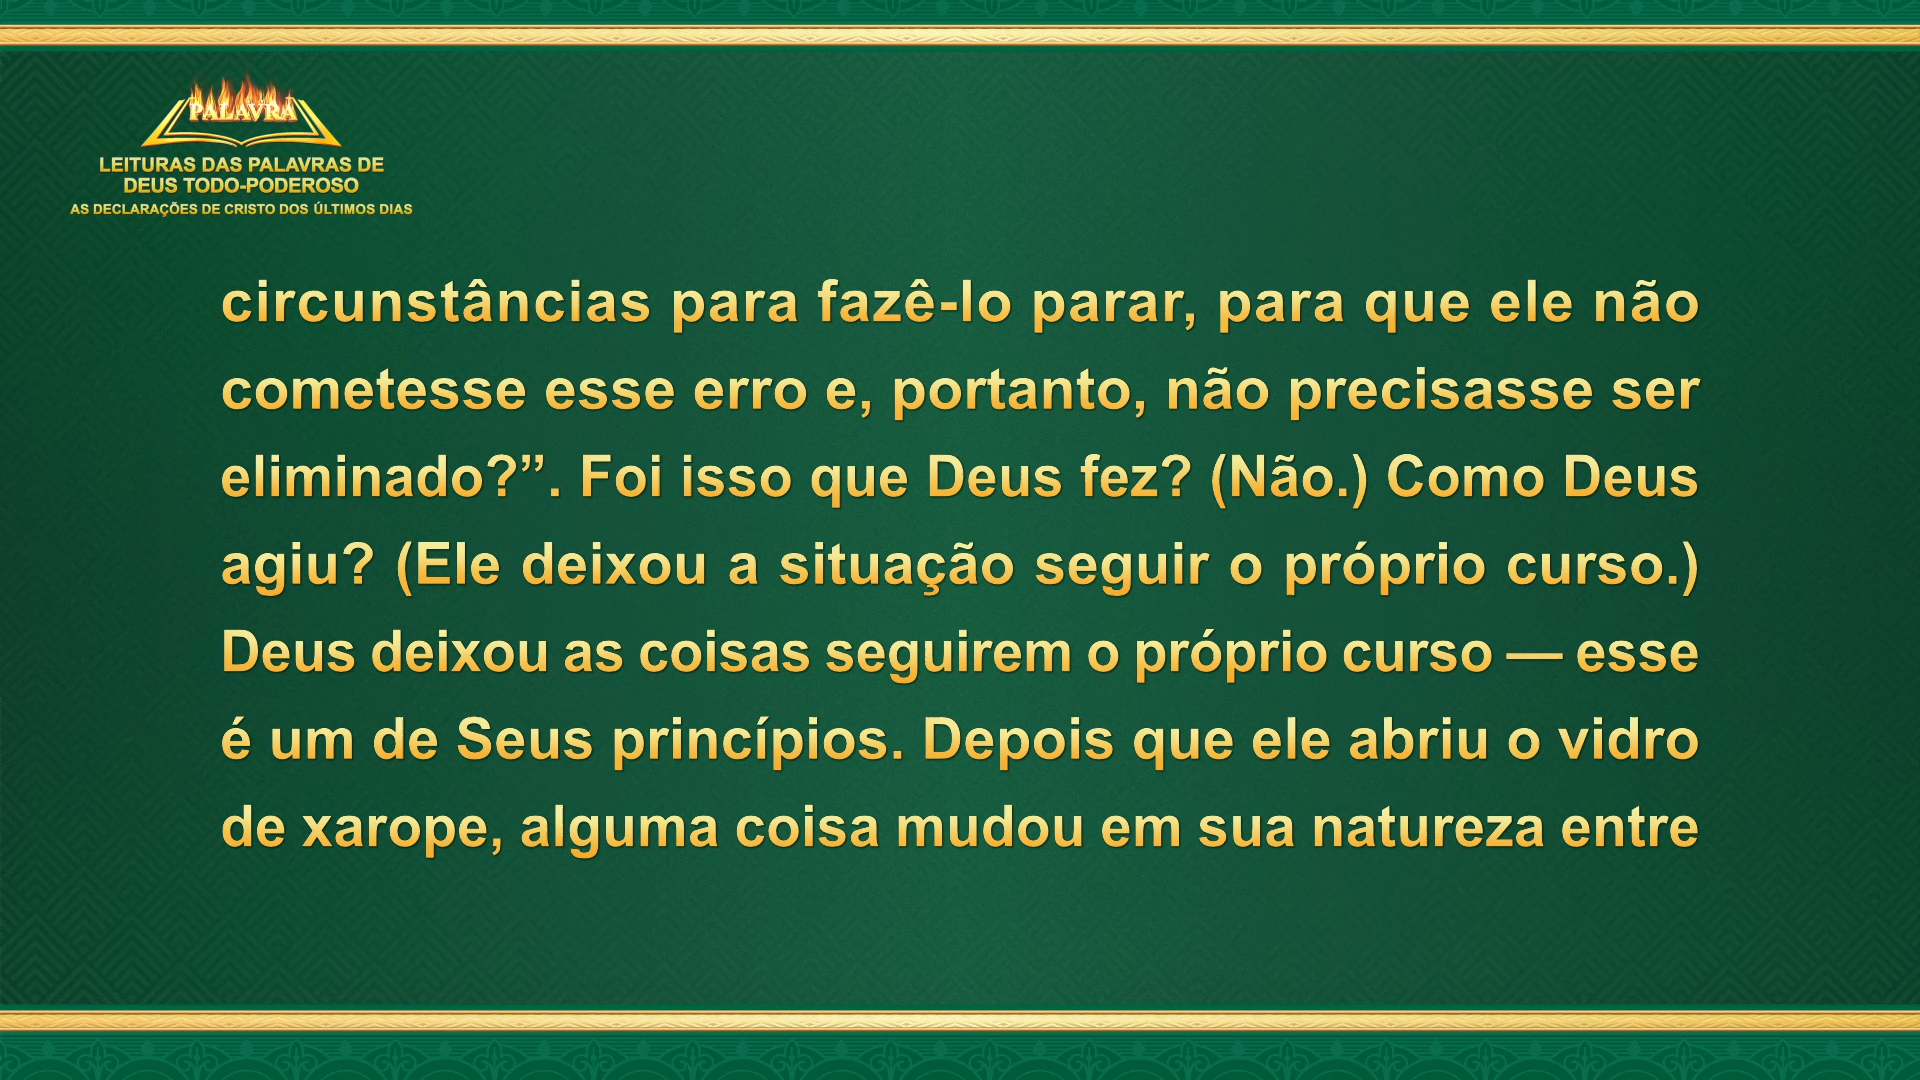 PALAVRA
LEITURAS DAS PALAVRAS DE
DEUS TODO-PODEROSO
AS DECLARAÇÕES DE CRISTO DOS ÚLTIMOS DIAS
circunstâncias para fazê-lo parar, para que ele não
cometesse esse erro e, portanto, não precisasse ser
eliminado?”. Foi isso que Deus fez? (Não.) Como Deus
agiu? (Ele deixou a situação seguir o próprio curso.)
Deus deixou as coisas seguirem o próprio curso — esse
é um de Seus princípios. Depois que ele abriu o vidro
de xarope, alguma coisa mudou em sua natureza entre